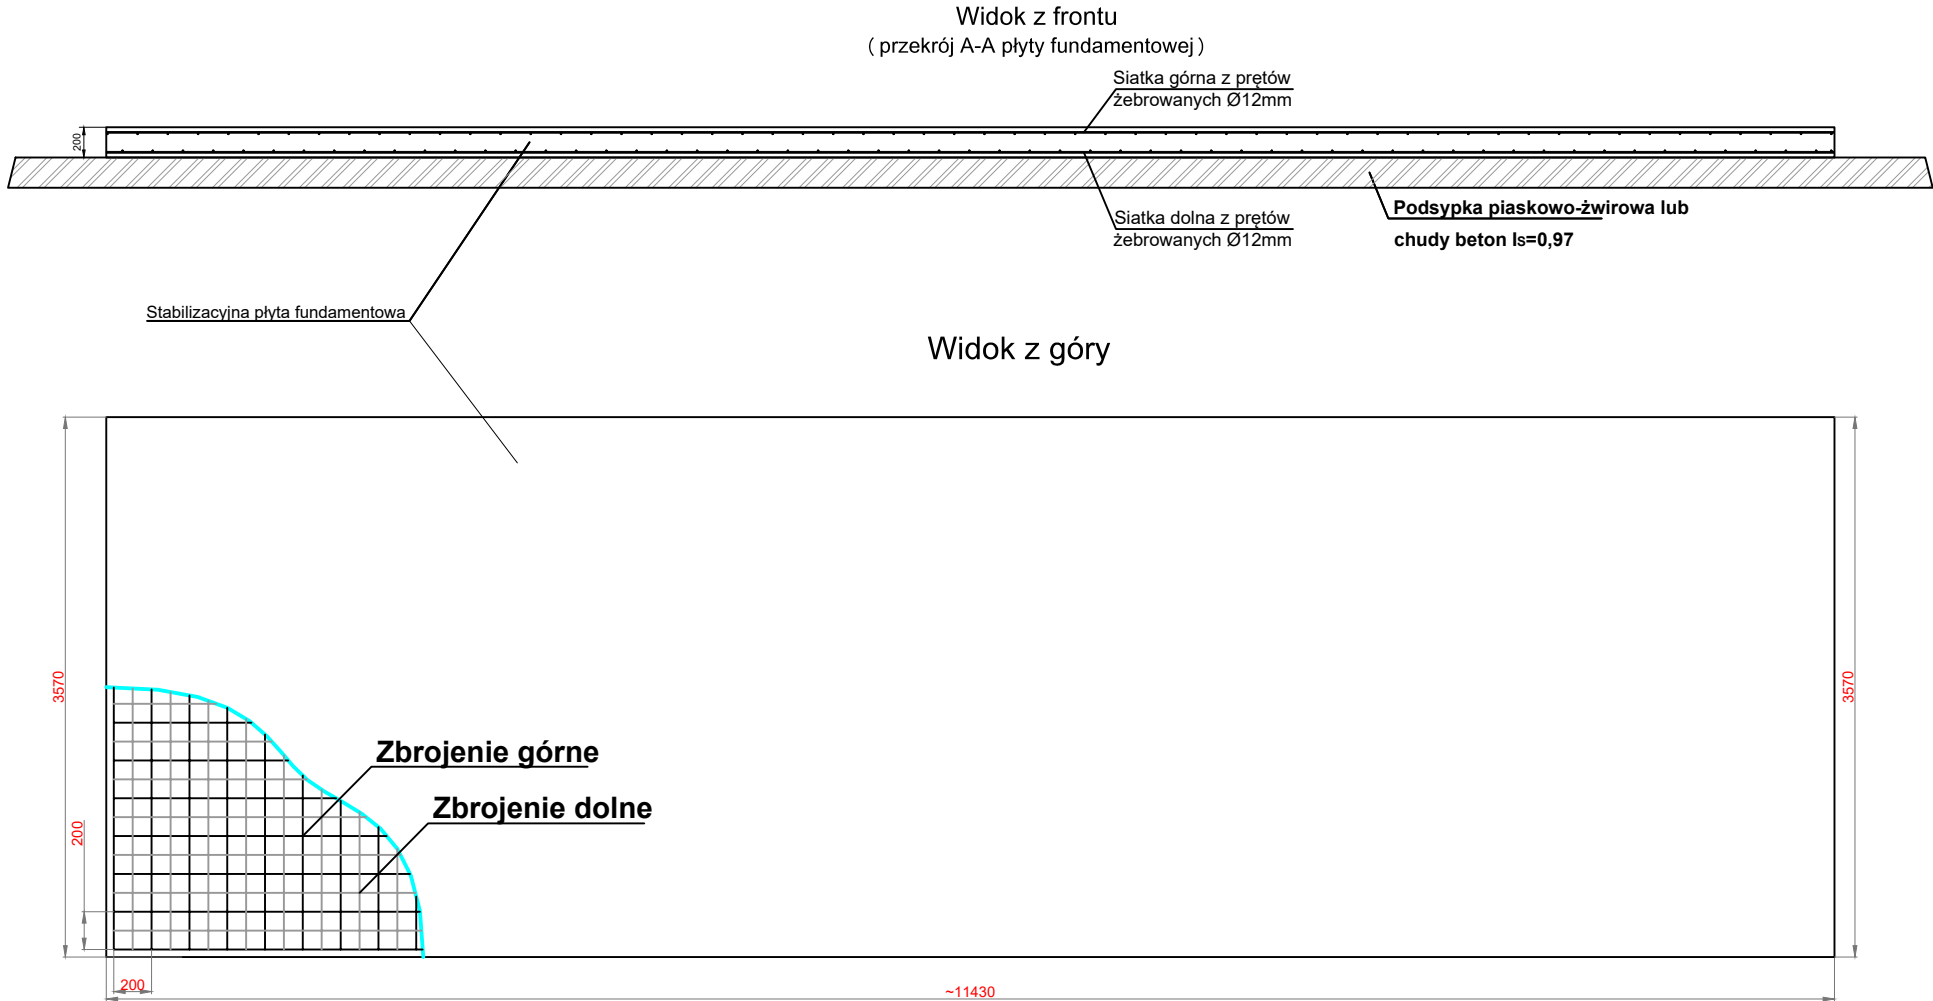 Widok z frontu
( przekrój A-A płyty fundamentowej )
Siatka górna z prętów
żebrowanych Ø12mm
200
Siatka dolna z prętów
żebrowanych Ø12mm
Podsypka piaskowo-żwirowa lub
chudy beton Is=0,97
Stabilizacyjna płyta fundamentowa
Widok z góry
3570
3570
Zbrojenie górne
Zbrojenie dolne
200
200
~11430